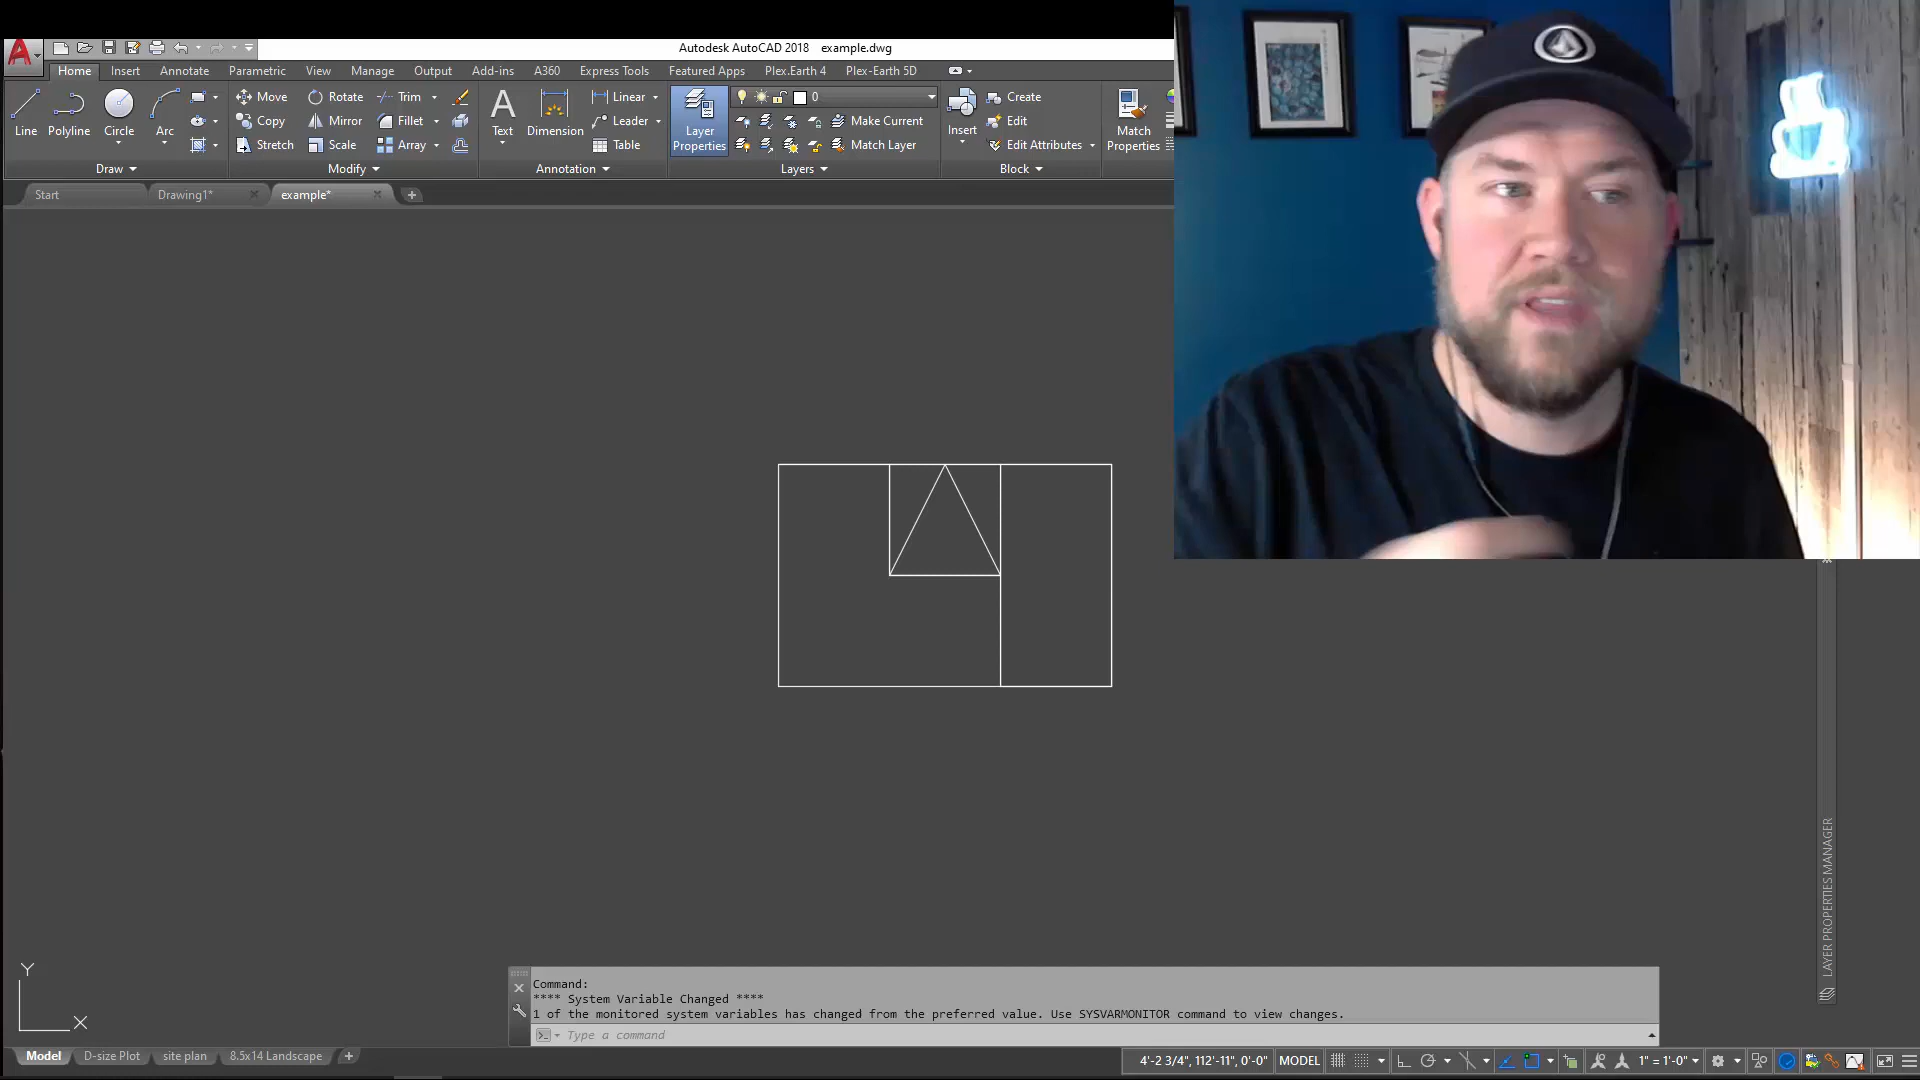 Autodesk AutoCAD 2018 example.dwg
Home Insert Annotate Parametric View Manage Output Add-ins A360 Express Tools Featured Apps Plex.Earth 4 Plex-Earth 5D
Move Rotate Trim Linear 0 Create
Line Polyline Circle Arc Copy Mirror Fillet Text Dimension Leader Layer Properties Make Current Insert Edit Match Properties
Stretch Scale Array Table Match Layer Edit Attributes
Draw Modify Annotation Layers Block
Start Drawing1* example*
LAYER PROPERTIES MANAGER
Y
X
Command:
**** System Variable Changed ****
1 of the monitored system variables has changed from the preferred value. Use SYSVARMONITOR command to view changes.
Type a command
Model D-size Plot site plan 8.5x14 Landscape 4'-2 3/4", 112'-11", 0'-0" MODEL 1" = 1'-0"